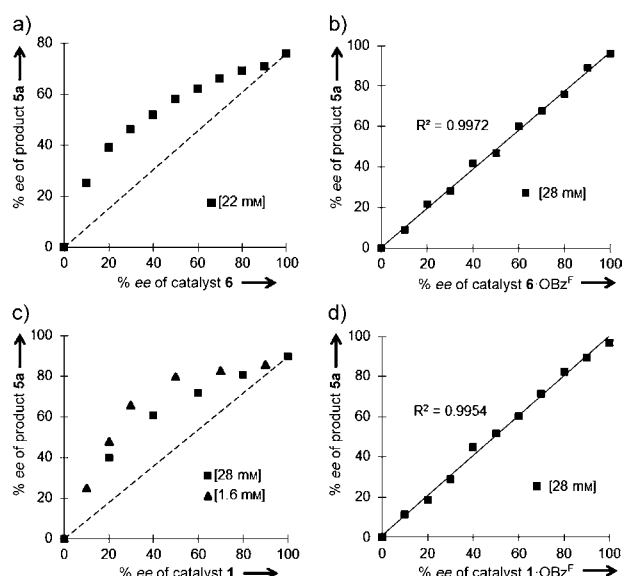 a)
80
60
40
20
0
0 20 40 60 80 100
% ee of product 5a
[22 mM]
% ee of catalyst 6
b)
100
80
60
40
20
0
0 20 40 60 80 100
% ee of product 5a
R² = 0.9972
[28 mM]
% ee of catalyst 6·OBzᶠ
c)
100
80
60
40
20
0
0 20 40 60 80 100
% ee of product 5a
[28 mM]
[1.6 mM]
% ee of catalyst 1
d)
100
80
60
40
20
0
0 20 40 60 80 100
% ee of product 5a
R² = 0.9954
[28 mM]
% ee of catalyst 1·OBzᶠ